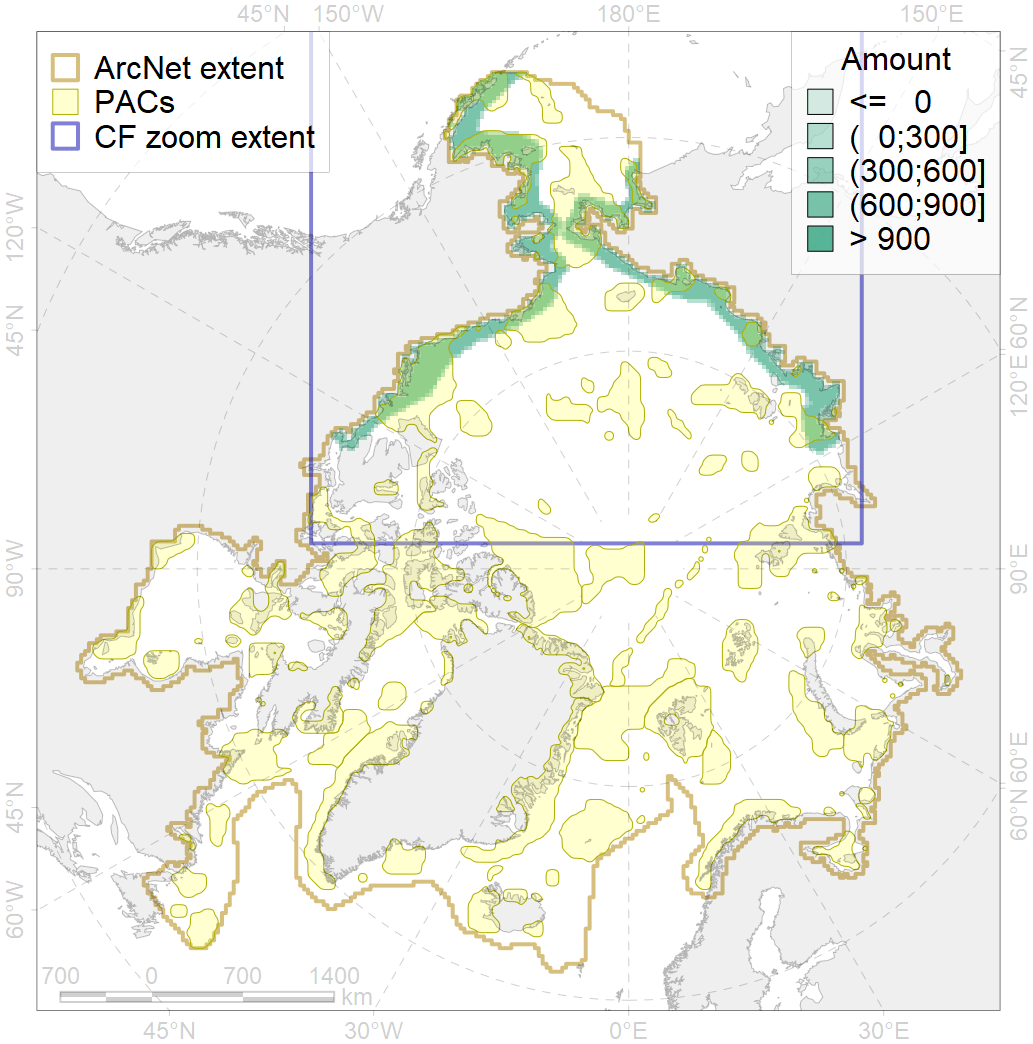 45°N 150°W 180°E 150°E
ArcNet extent
PACs
CF zoom extent
Amount
<= 0
( 0;300]
(300;600]
(600;900]
> 900
45°N
120°W
45°N
60°N
120°E
90°W
90°E
45°N
60°E
60°N
60°W
700 0 700 1400
km
45°N 30°W 0°E 30°E